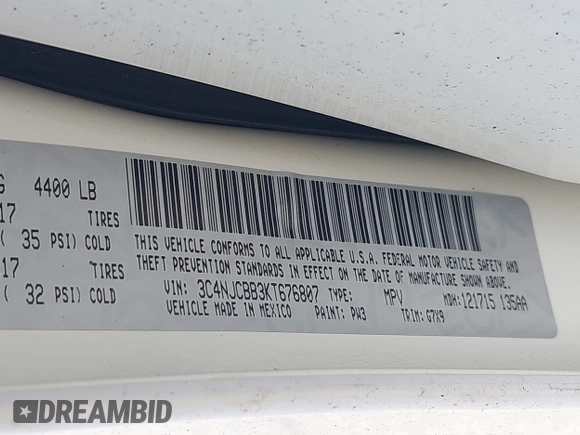 G 4400 LB
17 TIRES
( 35 PSI) COLD
17 TIRES
( 32 PSI) COLD
THIS VEHICLE CONFORMS TO ALL APPLICABLE U.S.A. FEDERAL MOTOR VEHICLE SAFETY AND
THEFT PREVENTION STANDARDS IN EFFECT ON THE DATE OF MANUFACTURE SHOWN ABOVE.
VIN: 3C4NJCBB3KT676807 TYPE: MPV MDH: 121715 135AA
VEHICLE MADE IN MEXICO PAINT: PW3 TRIM: G7X9
DREAMBID